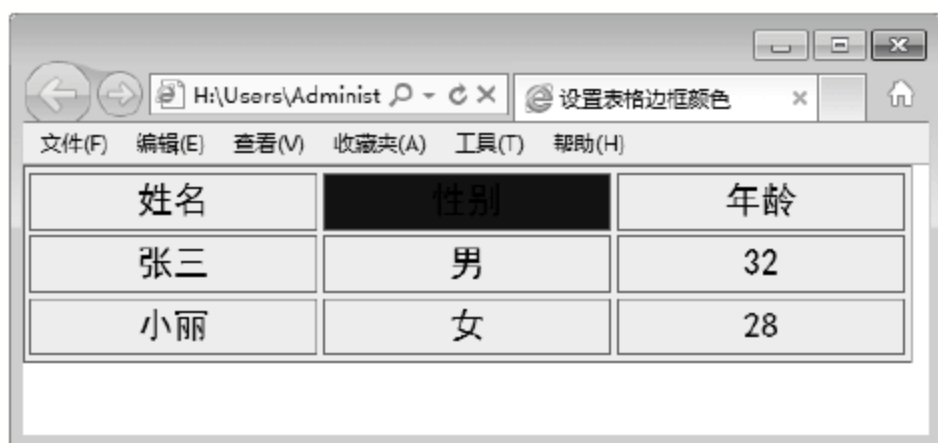 H:\Users\Administ
设置表格边框颜色
文件(F) 编辑(E) 查看(V) 收藏夹(A) 工具(T) 帮助(H)
姓名 性别 年龄
张三 男 32
小丽 女 28